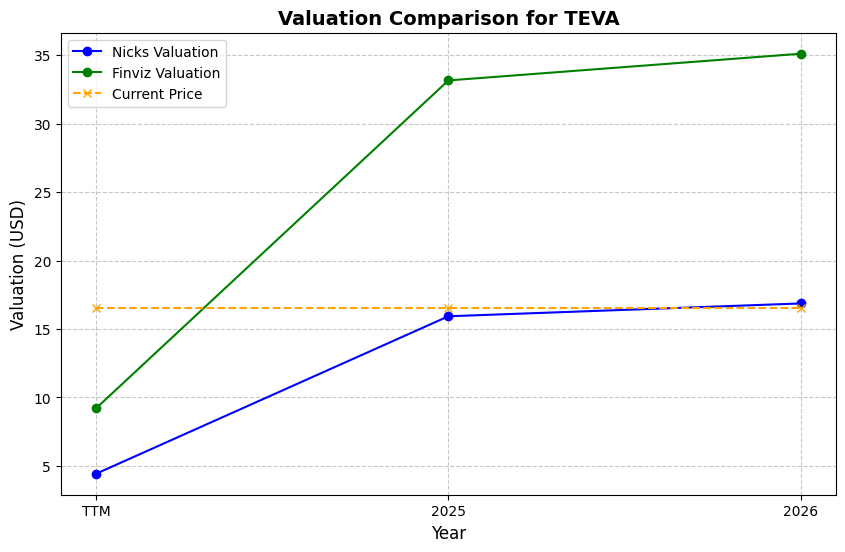 Valuation Comparison for TEVA
Nicks Valuation
Finviz Valuation
Current Price
Valuation (USD)
35
30
25
20
15
10
5
TTM
2025
2026
Year